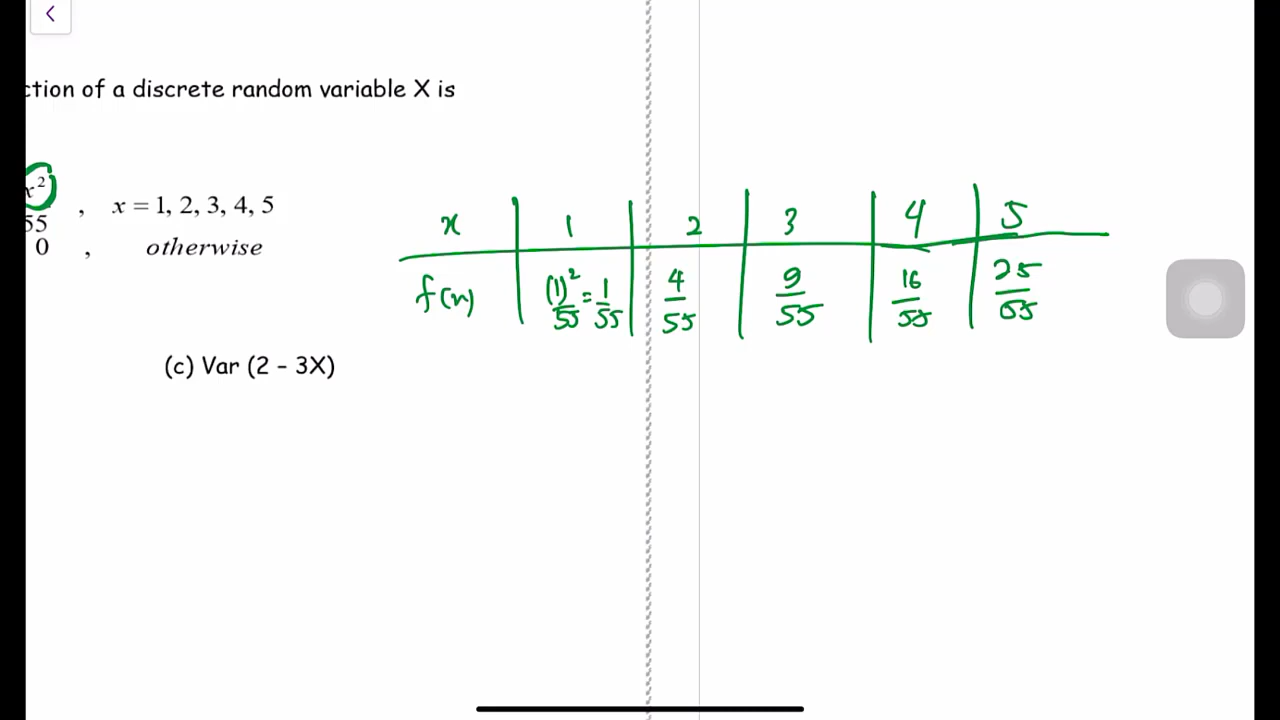 ction of a discrete random variable X is
x²
55 , x = 1, 2, 3, 4, 5
0 , otherwise
x 1 2 3 4 5
f(x) (1)²/55 = 1/55 4/55 9/55 16/55 25/55
(c) Var (2 - 3X)